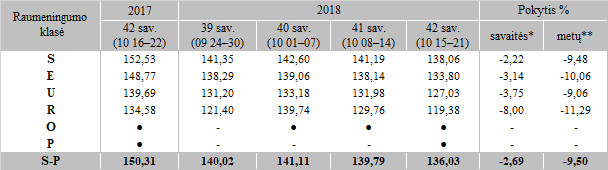 Raumeningumo klasė 2017 2018 Pokytis %
42 sav. (10 16–22) 39 sav. (09 24–30) 40 sav. (10 01–07) 41 sav. (10 08–14) 42 sav. (10 15–21) savaitės* metų**
S 152,53 141,35 142,60 141,19 138,06 -2,22 -9,48
E 148,77 138,29 139,06 138,14 133,80 -3,14 -10,06
U 139,69 131,20 133,18 131,98 127,03 -3,75 -9,06
R 134,58 121,40 139,74 129,76 119,38 -8,00 -11,29
O ● - ● ● ● - -
P ● - - - ● - -
S-P 150,31 140,02 141,11 139,79 136,03 -2,69 -9,50